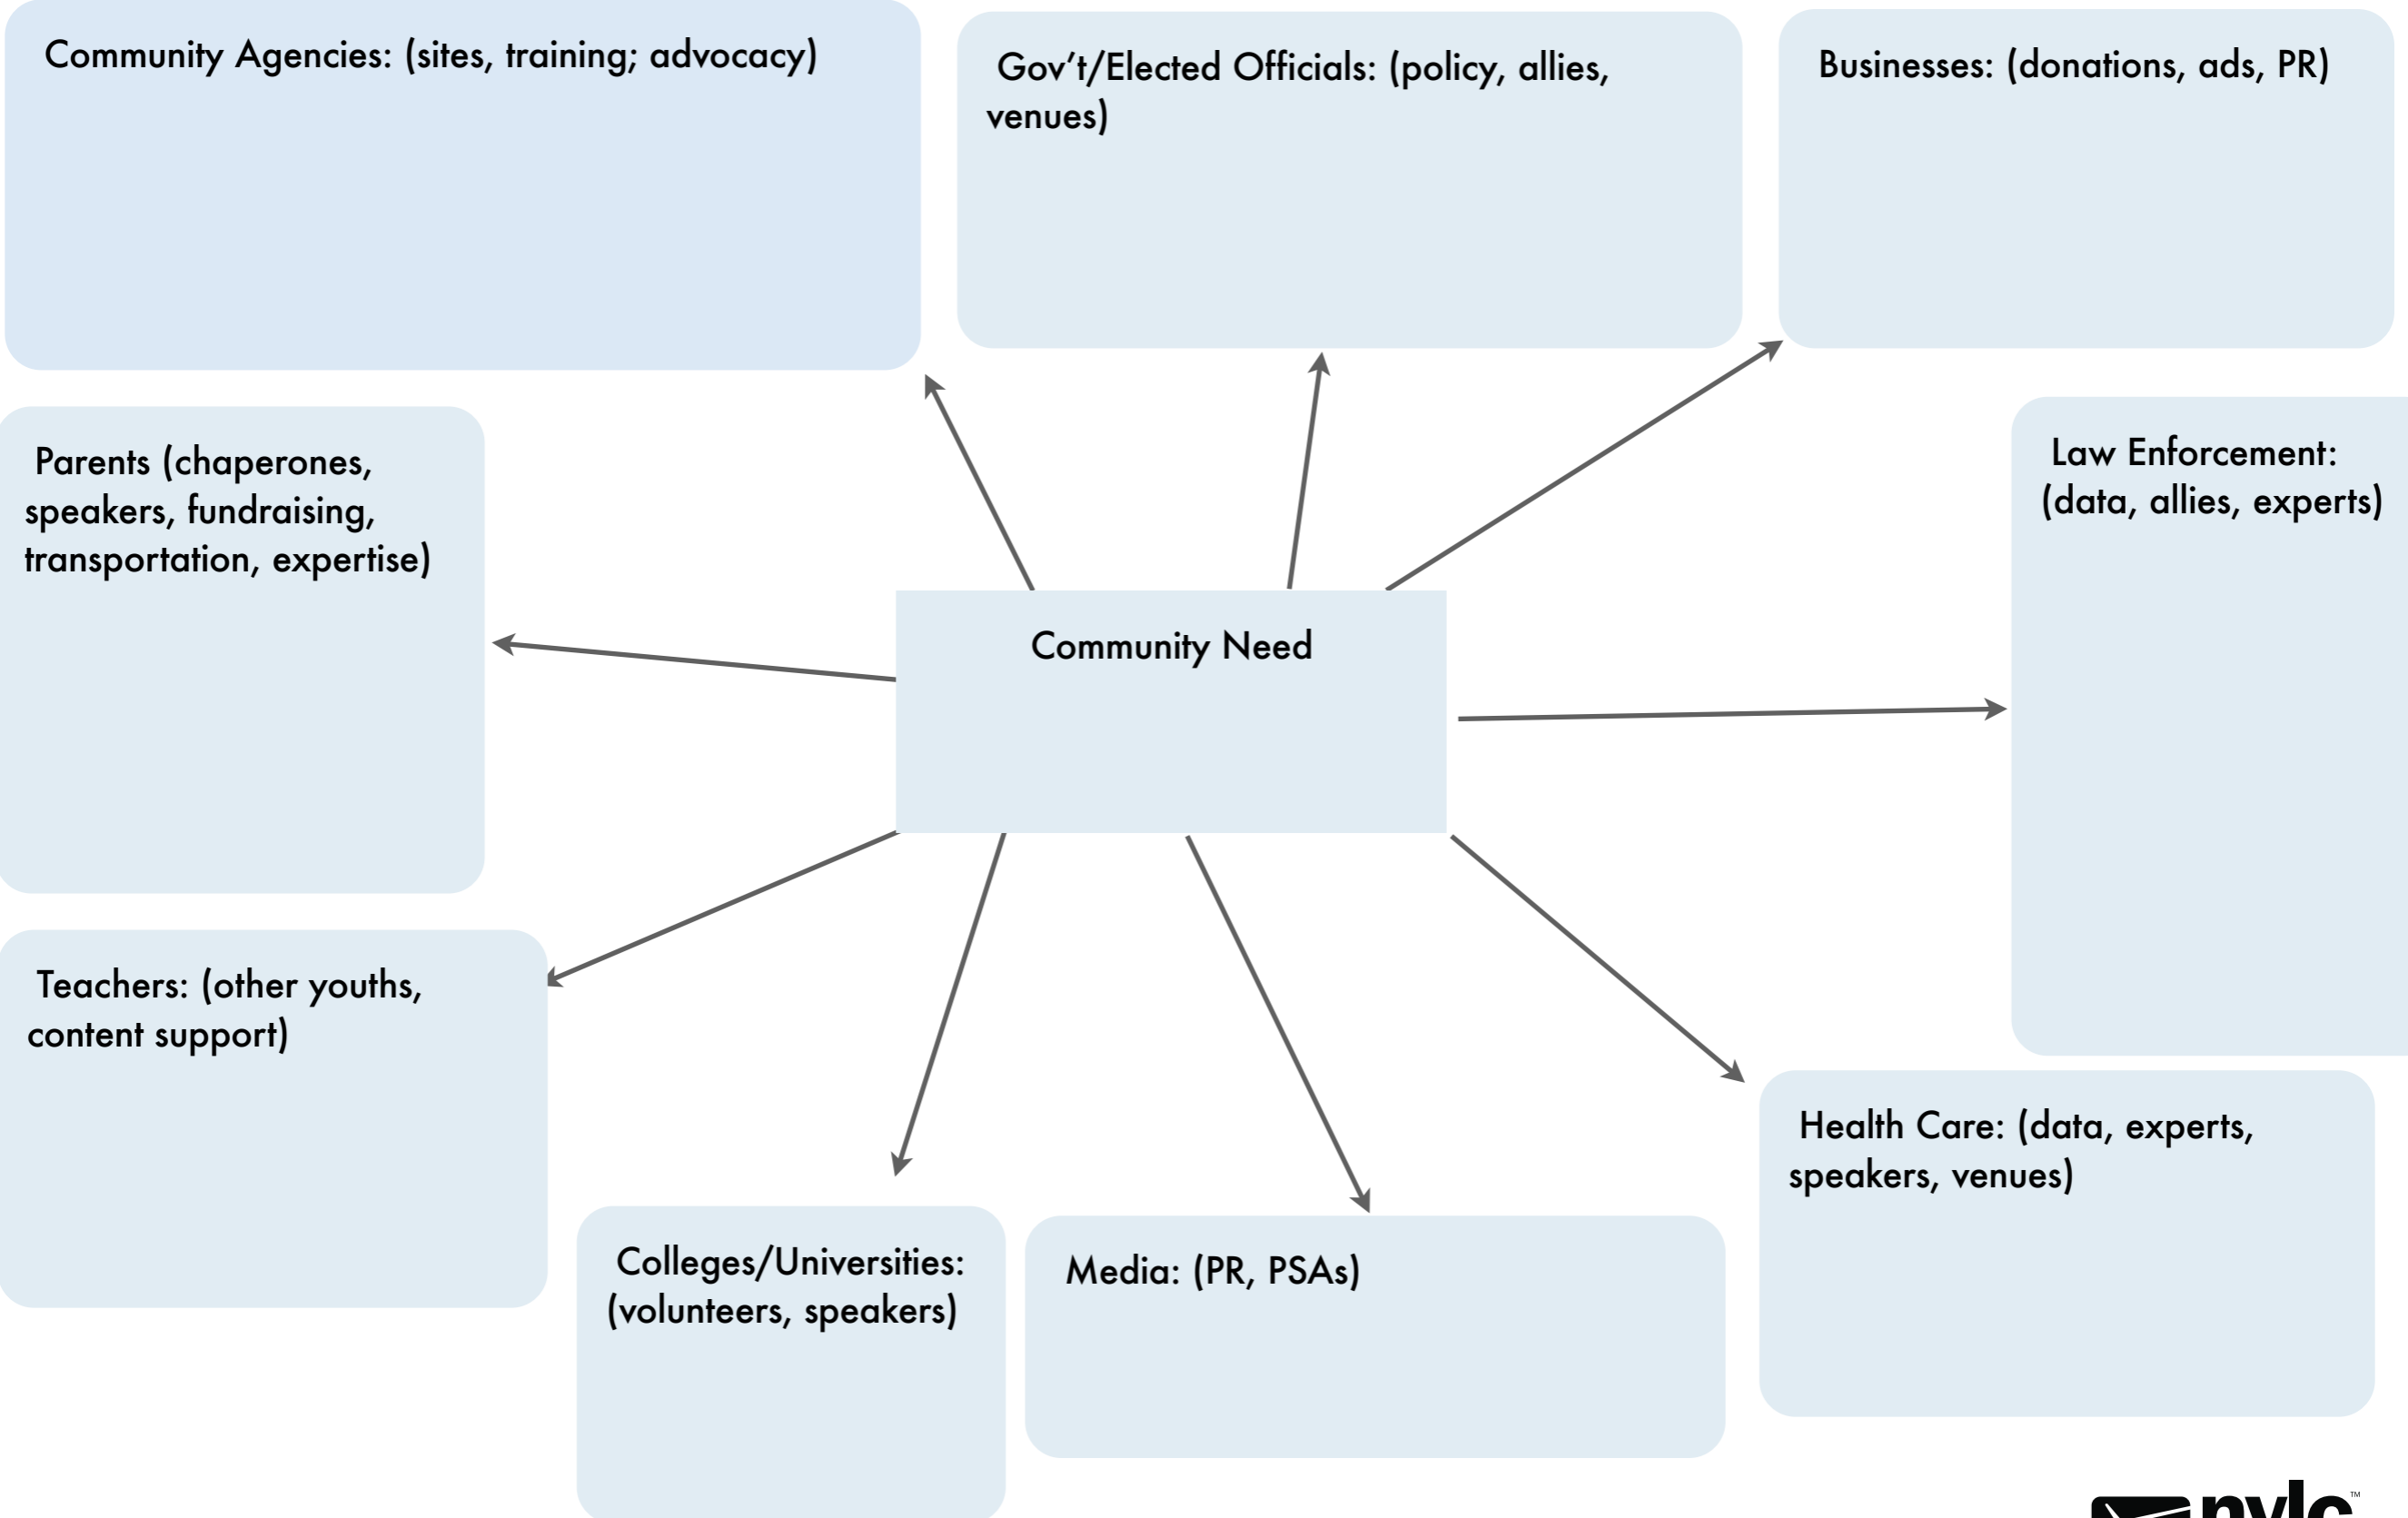 Community Agencies: (sites, training; advocacy)
Gov’t/Elected Officials: (policy, allies,
venues)
Businesses: (donations, ads, PR)
Parents (chaperones,
speakers, fundraising,
transportation, expertise)
Law Enforcement:
(data, allies, experts)
Community Need
Teachers: (other youths,
content support)
Health Care: (data, experts,
speakers, venues)
Colleges/Universities:
(volunteers, speakers)
Media: (PR, PSAs)
nylc™